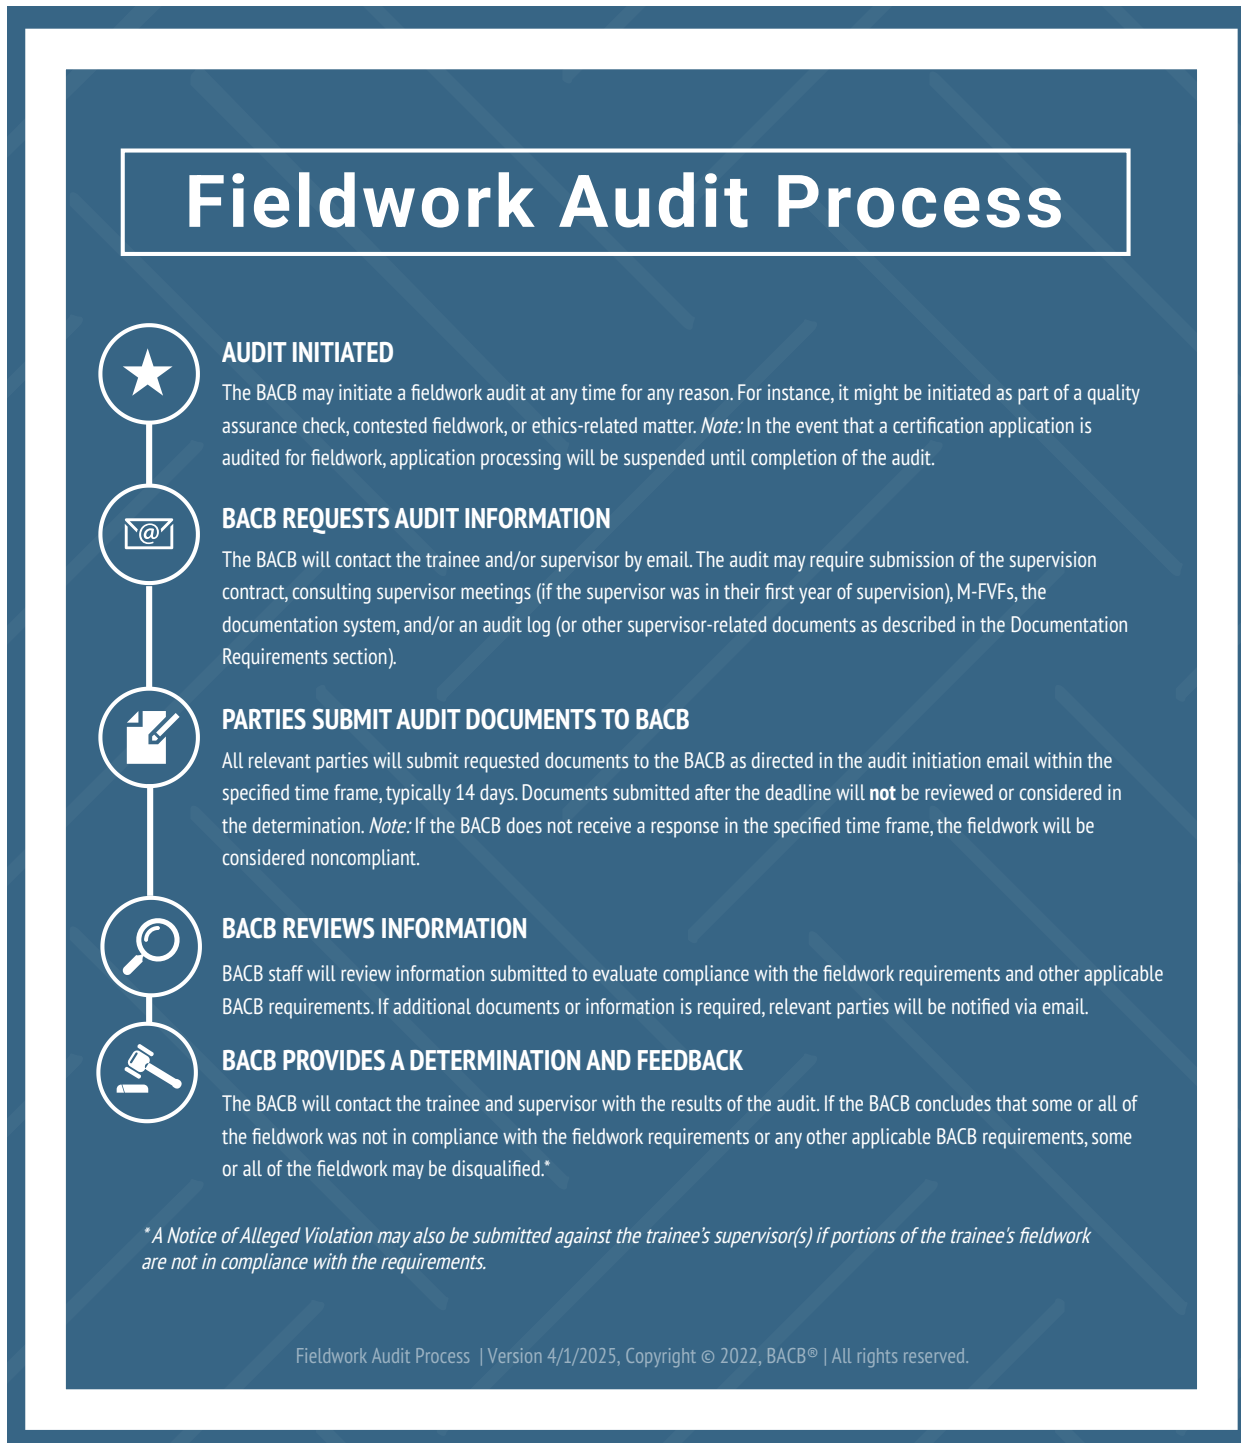 Fieldwork Audit Process
AUDIT INITIATED
The BACB may initiate a fieldwork audit at any time for any reason. For instance, it might be initiated as part of a quality
assurance check, contested fieldwork, or ethics-related matter. Note: In the event that a certification application is
audited for fieldwork, application processing will be suspended until completion of the audit.
@
BACB REQUESTS AUDIT INFORMATION
The BACB will contact the trainee and/or supervisor by email. The audit may require submission of the supervision
contract, consulting supervisor meetings (if the supervisor was in their first year of supervision), M-FVFs, the
documentation system, and/or an audit log (or other supervisor-related documents as described in the Documentation
Requirements section).
PARTIES SUBMIT AUDIT DOCUMENTS TO BACB
All relevant parties will submit requested documents to the BACB as directed in the audit initiation email within the
specified time frame, typically 14 days. Documents submitted after the deadline will not be reviewed or considered in
the determination. Note: If the BACB does not receive a response in the specified time frame, the fieldwork will be
considered noncompliant.
BACB REVIEWS INFORMATION
BACB staff will review information submitted to evaluate compliance with the fieldwork requirements and other applicable
BACB requirements. If additional documents or information is required, relevant parties will be notified via email.
BACB PROVIDES A DETERMINATION AND FEEDBACK
The BACB will contact the trainee and supervisor with the results of the audit. If the BACB concludes that some or all of
the fieldwork was not in compliance with the fieldwork requirements or any other applicable BACB requirements, some
or all of the fieldwork may be disqualified.*
* A Notice of Alleged Violation may also be submitted against the trainee’s supervisor(s) if portions of the trainee's fieldwork
are not in compliance with the requirements.
Fieldwork Audit Process | Version 4/1/2025, Copyright © 2022, BACB® | All rights reserved.